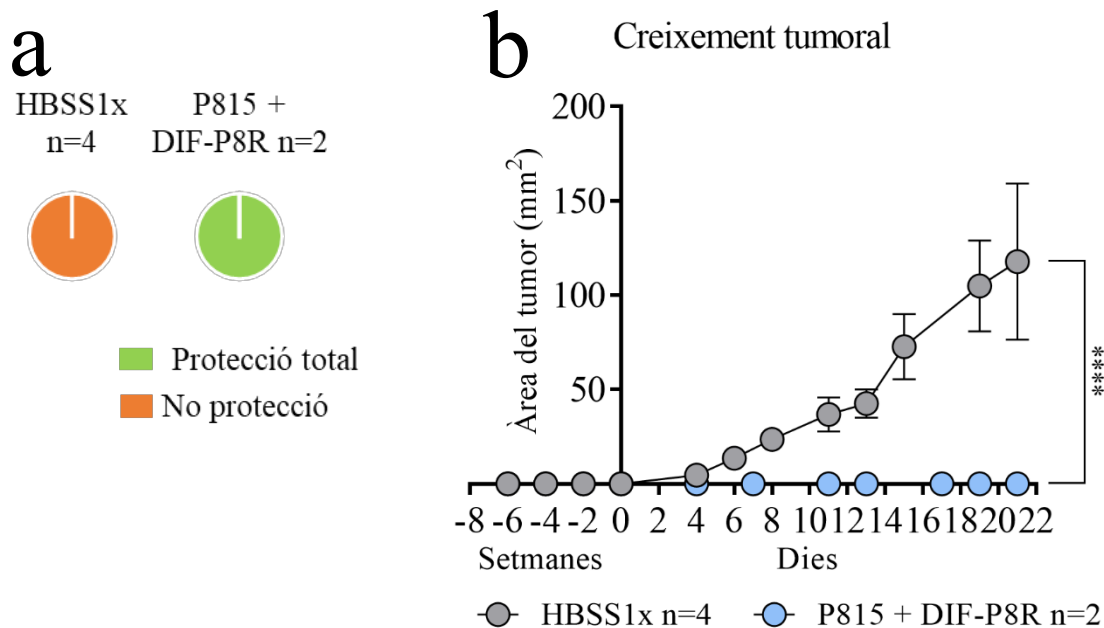 a
HBSS1x
n=4
P815 +
DIF-P8R n=2
Protecció total
No protecció
b
Creixement tumoral
Àrea del tumor (mm²)
200
150
100
50
****
-8 -6 -4 -2 0 2 4 6 8 10 12 14 16 18 20 22
Setmanes
Dies
HBSS1x n=4
P815 + DIF-P8R n=2